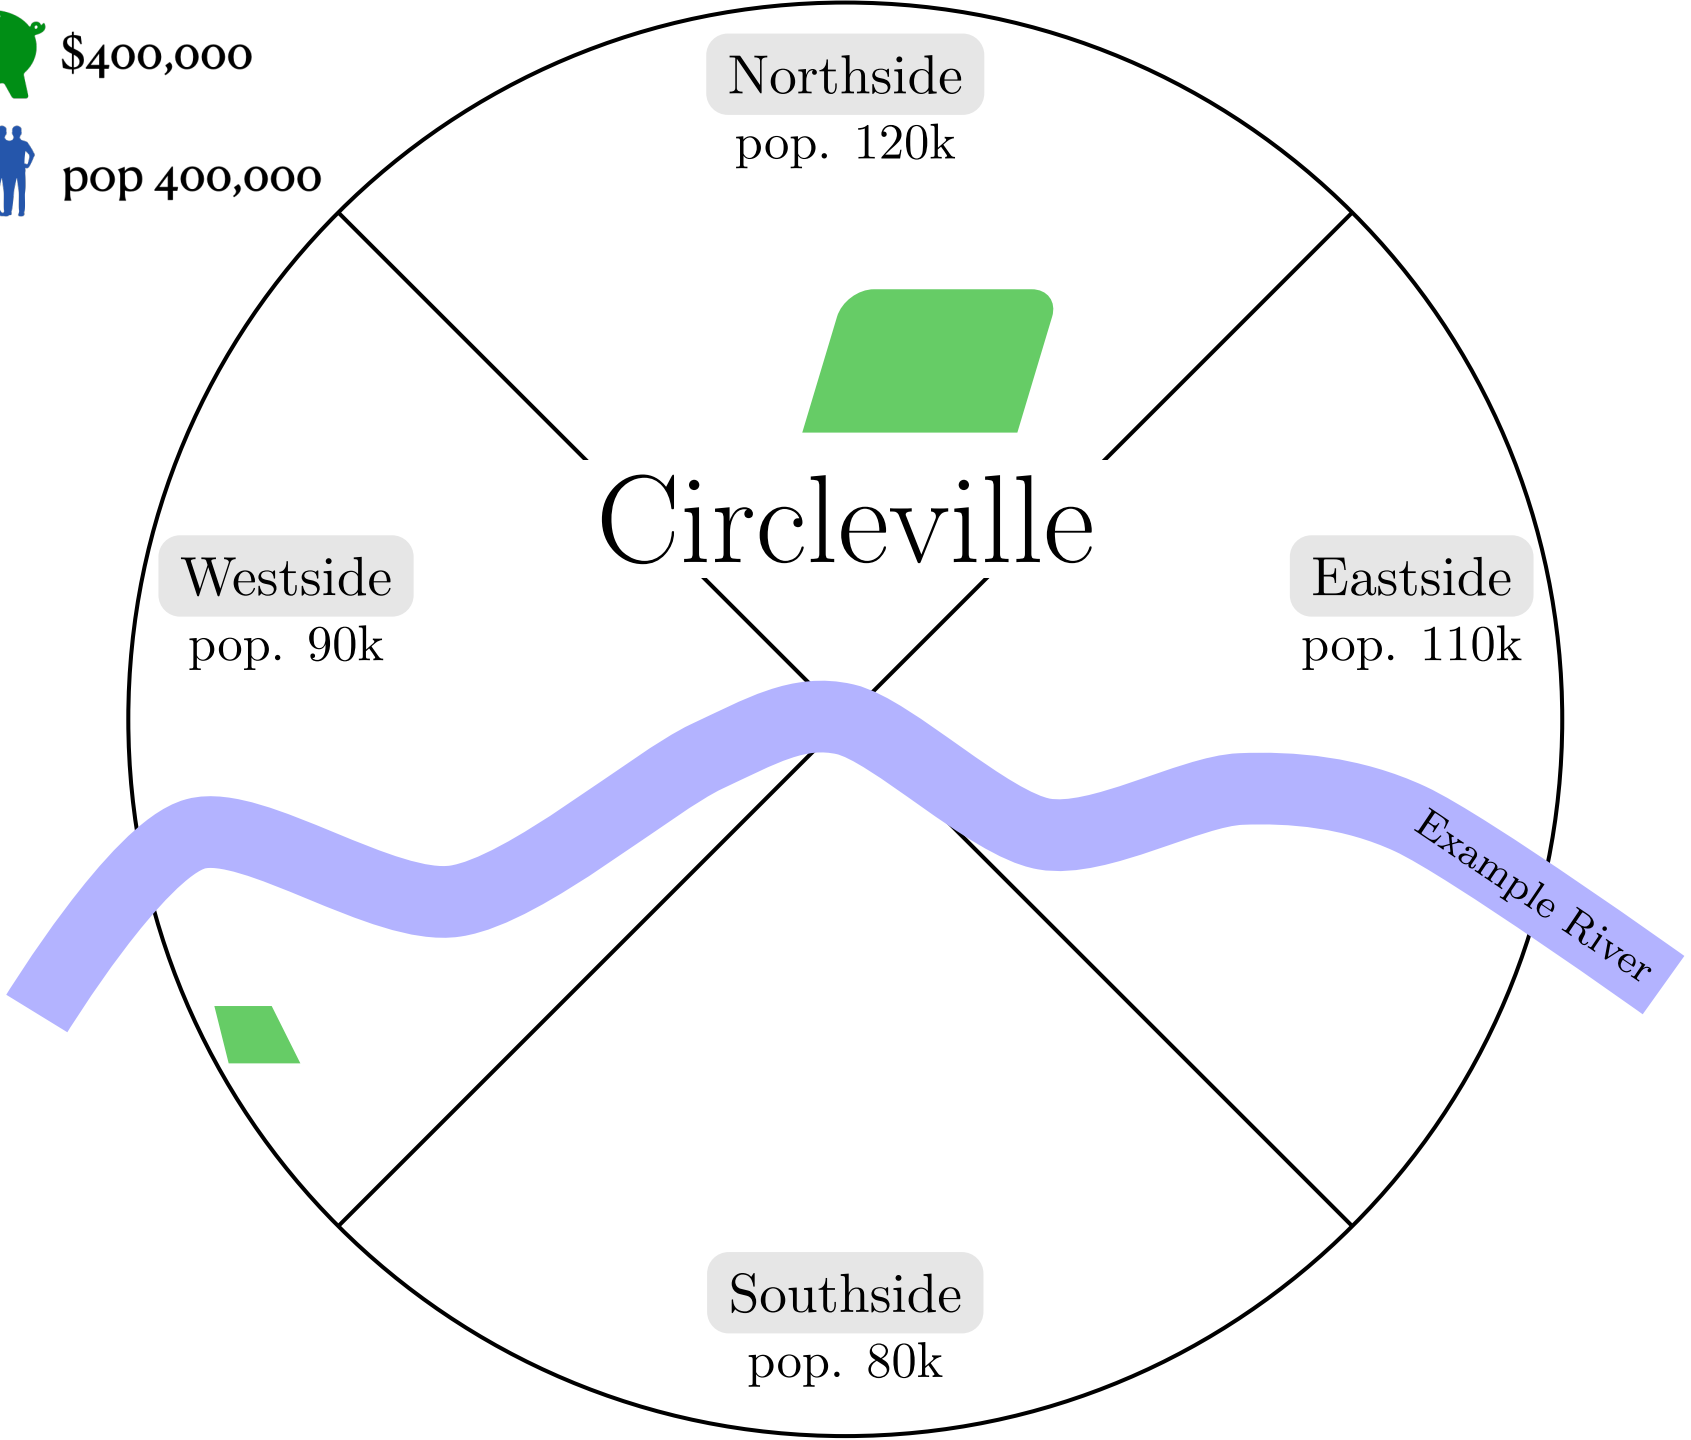 $400,000
pop 400,000
Northside
pop. 120k
Circleville
Westside
pop. 90k
Eastside
pop. 110k
Example River
Southside
pop. 80k